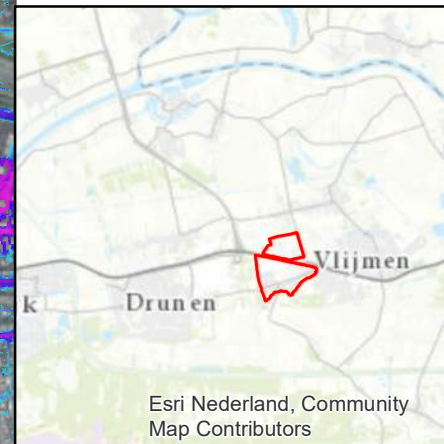 Vlijmen
k
Drunen
Esri Nederland, Community
Map Contributors